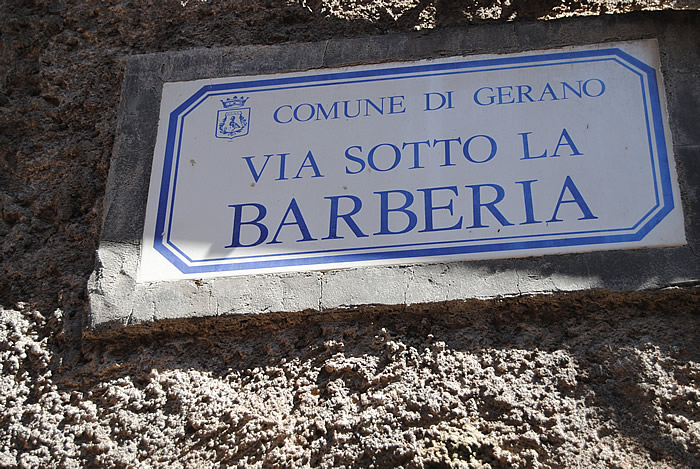 COMUNE DI GERANO
VIA SOTTO LA
BARBERIA